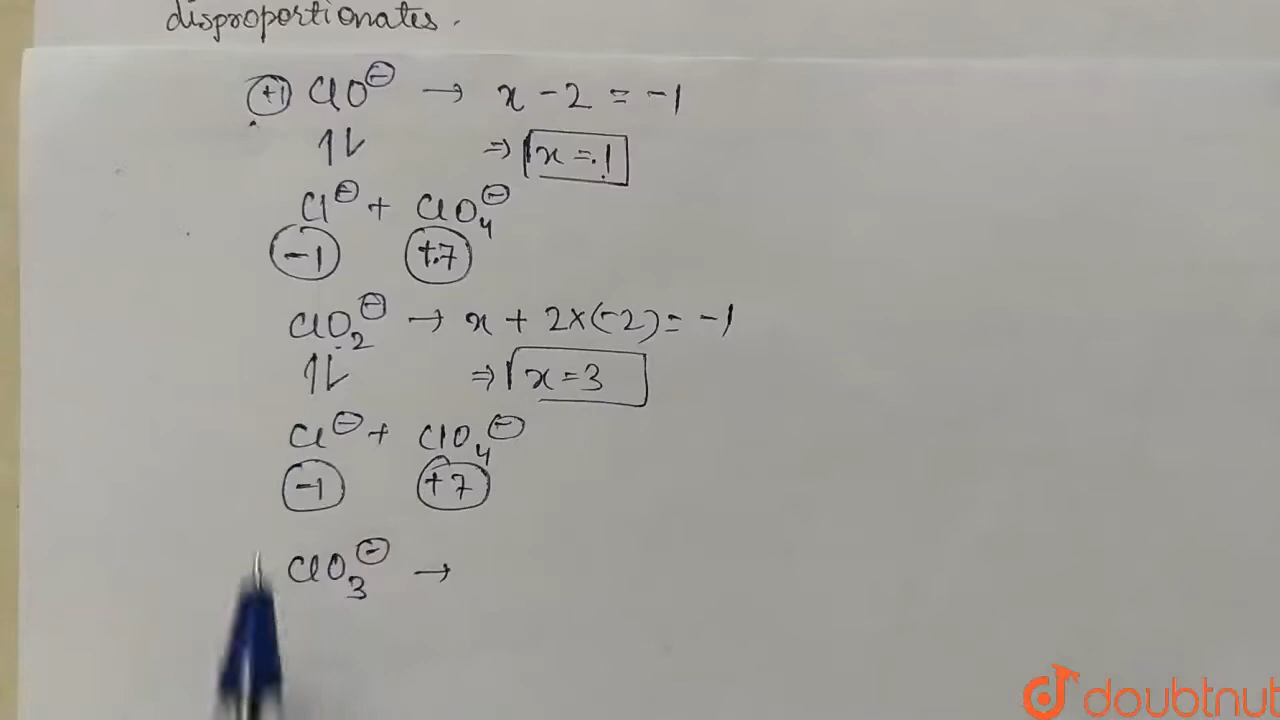 disproportionates.
(+1) ClO⊖ → x - 2 = -1
⇌ ⇒ x = 1
Cl⊖ + ClO₄⊖
-1 +7
ClO₂⊖ → x + 2×(-2) = -1
⇌ ⇒ x = 3
Cl⊖ + ClO₄⊖
-1 +7
ClO₃⊖ →
doubtnut